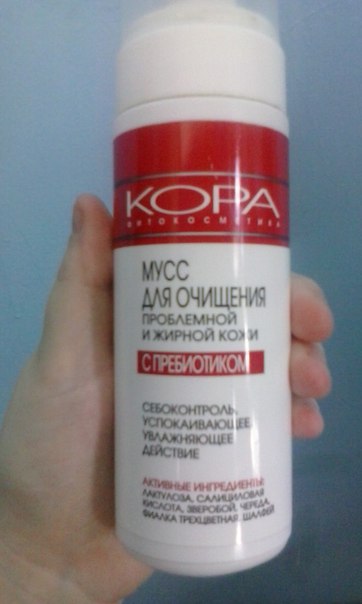 КОРА
ФИТОКОСМЕТИКА
МУСС
ДЛЯ ОЧИЩЕНИЯ
ПРОБЛЕМНОЙ
И ЖИРНОЙ КОЖИ
С ПРЕБИОТИКОМ
СЕБОКОНТРОЛЬ,
УСПОКАИВАЮЩЕЕ,
УВЛАЖНЯЮЩЕЕ
ДЕЙСТВИЕ
АКТИВНЫЕ ИНГРЕДИЕНТЫ:
ЛАКТУЛОЗА, САЛИЦИЛОВАЯ
КИСЛОТА, ЗВЕРОБОЙ, ЧЕРЕДА,
ФИАЛКА ТРЕХЦВЕТНАЯ, ШАЛФЕЙ